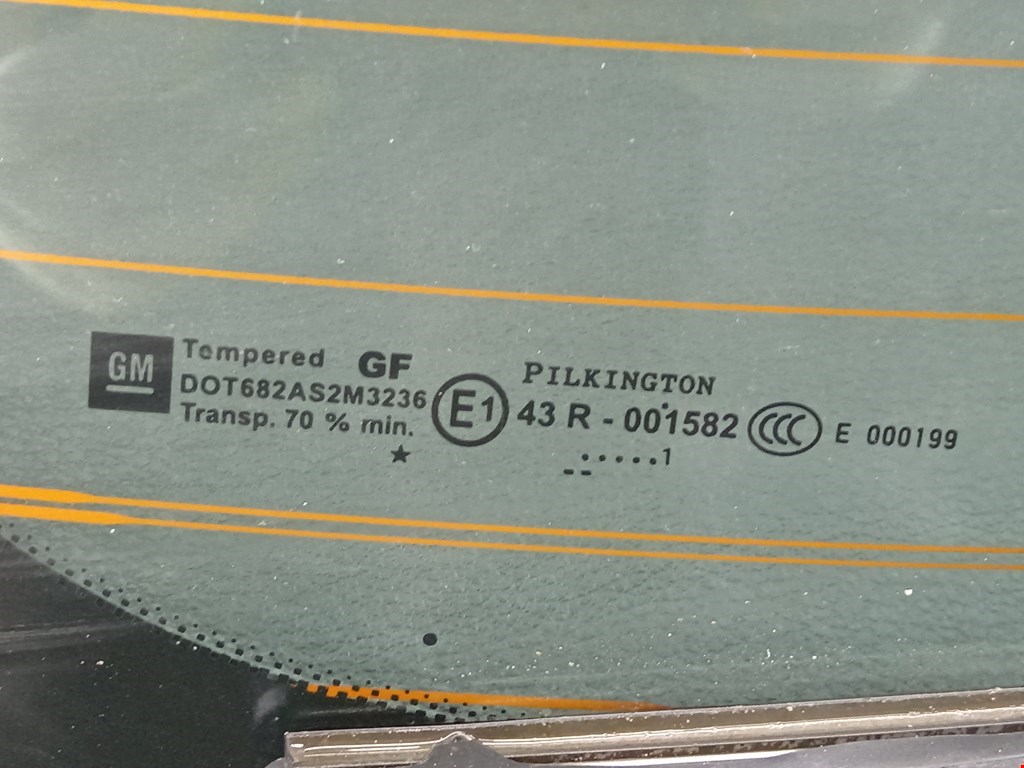 GM
Tempered GF
DOT682AS2M3236
Transp. 70 % min.
E1
PILKINGTON
43 R - 001582
CCC E 000199
.....1